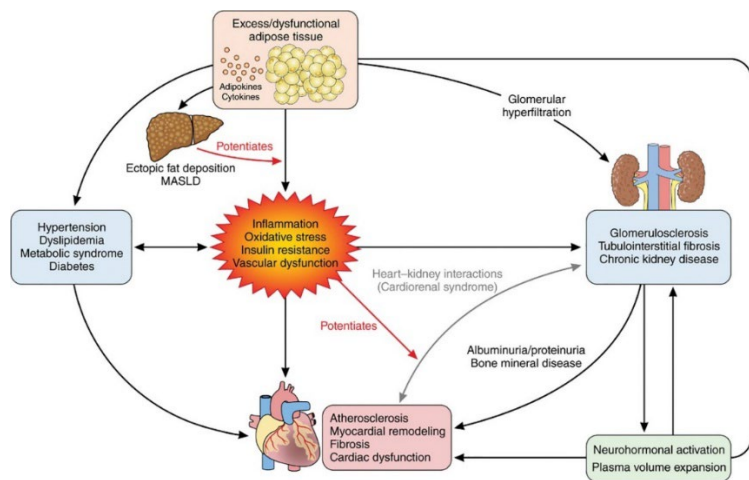 Excess/dysfunctional
adipose tissue
Adipokines
Cytokines
Glomerular
hyperfiltration
Potentiates
Ectopic fat deposition
MASLD
Hypertension
Dyslipidemia
Metabolic syndrome
Diabetes
Inflammation
Oxidative stress
Insulin resistance
Vascular dysfunction
Glomerulosclerosis
Tubulointerstitial fibrosis
Chronic kidney disease
Heart–kidney interactions
(Cardiorenal syndrome)
Potentiates
Albuminuria/proteinuria
Bone mineral disease
Atherosclerosis
Myocardial remodeling
Fibrosis
Cardiac dysfunction
Neurohormonal activation
Plasma volume expansion